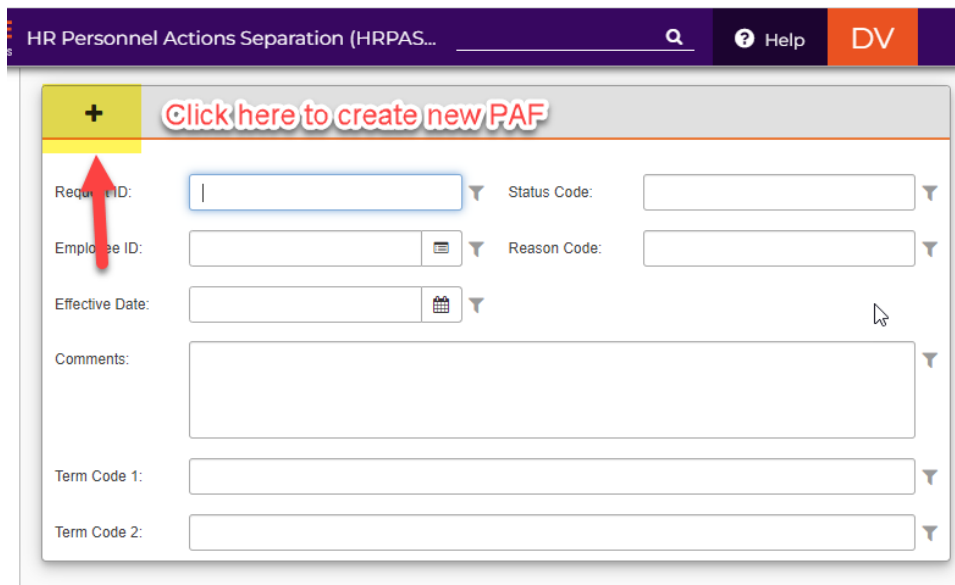 HR Personnel Actions Separation (HRPAS...
Help
DV
+ Click here to create new PAF
Status Code:
Employee ID:
Reason Code:
Effective Date:
Comments:
Term Code 1:
Term Code 2: